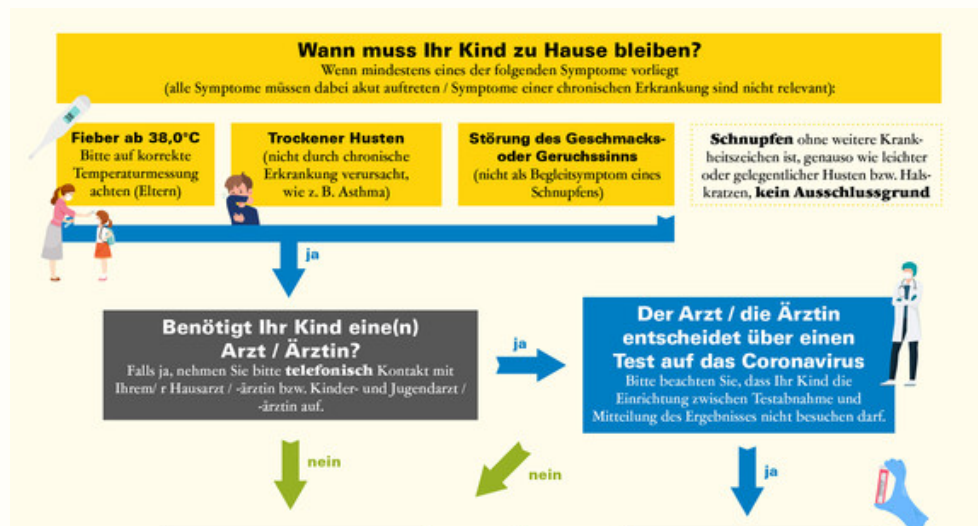 Wann muss Ihr Kind zu Hause bleiben?
Wenn mindestens eines der folgenden Symptome vorliegt
(alle Symptome müssen dabei akut auftreten / Symptome einer chronischen Erkrankung sind nicht relevant):
Fieber ab 38,0°C
Bitte auf korrekte
Temperaturmessung
achten (Eltern)
Trockener Husten
(nicht durch chronische
Erkrankung verursacht,
wie z. B. Asthma)
Störung des Geschmacks-
oder Geruchssinns
(nicht als Begleitsymptom eines
Schnupfens)
Schnupfen ohne weitere Krank-
heitszeichen ist, genauso wie leichter
oder gelegentlicher Husten bzw. Hals-
kratzen, kein Ausschlussgrund
ja
Benötigt Ihr Kind eine(n)
Arzt / Ärztin?
Falls ja, nehmen Sie bitte telefonisch Kontakt mit
Ihrem/ r Hausarzt / -ärztin bzw. Kinder- und Jugendarzt /
-ärztin auf.
ja
Der Arzt / die Ärztin
entscheidet über einen
Test auf das Coronavirus
Bitte beachten Sie, dass Ihr Kind die
Einrichtung zwischen Testabnahme und
Mitteilung des Ergebnisses nicht besuchen darf.
nein
nein
ja